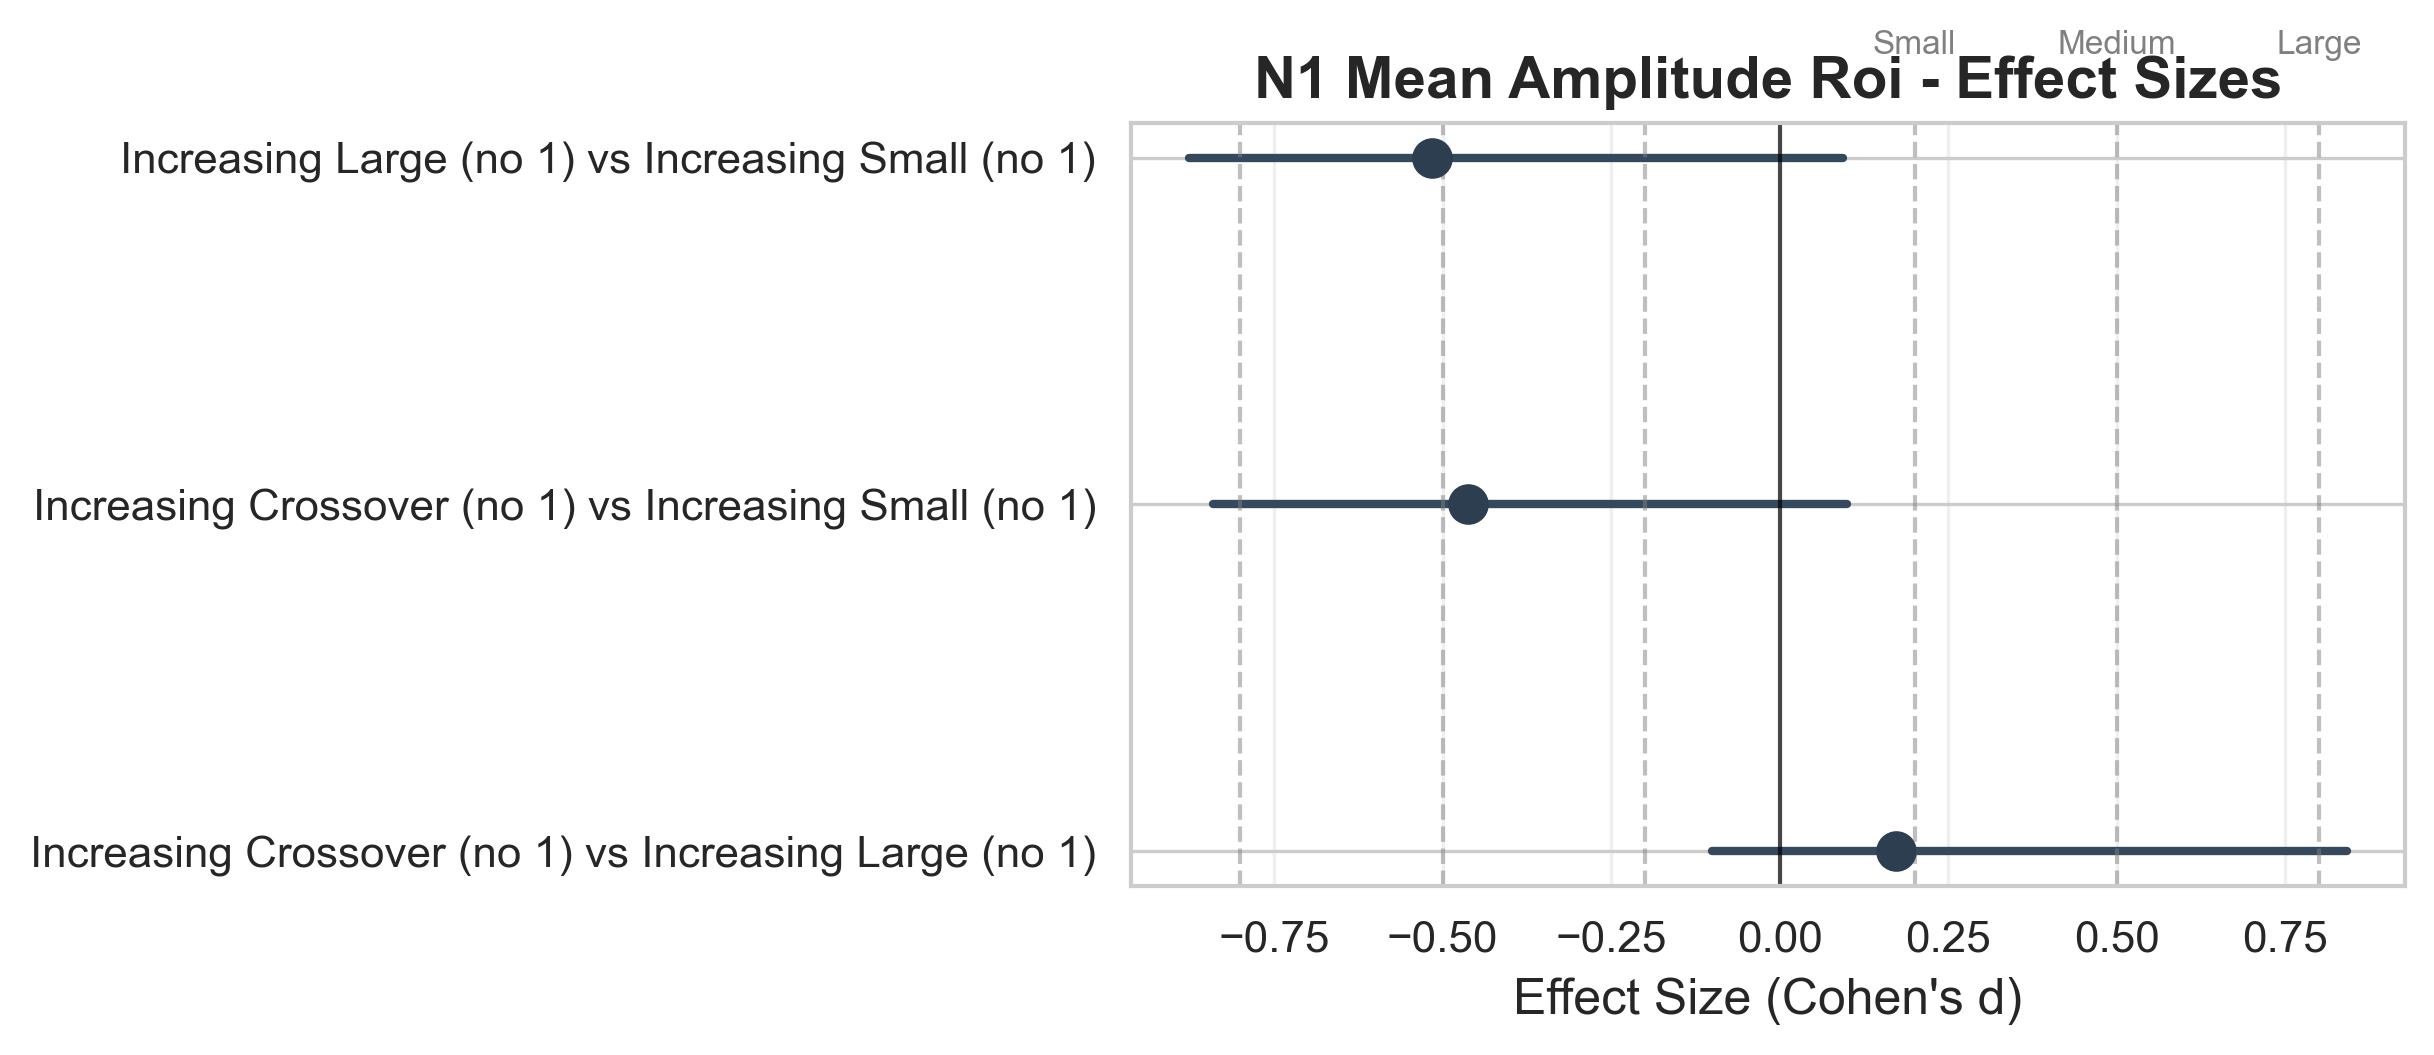 Small Medium Large
N1 Mean Amplitude Roi - Effect Sizes
Increasing Large (no 1) vs Increasing Small (no 1)
Increasing Crossover (no 1) vs Increasing Small (no 1)
Increasing Crossover (no 1) vs Increasing Large (no 1)
−0.75 −0.50 −0.25 0.00 0.25 0.50 0.75
Effect Size (Cohen's d)